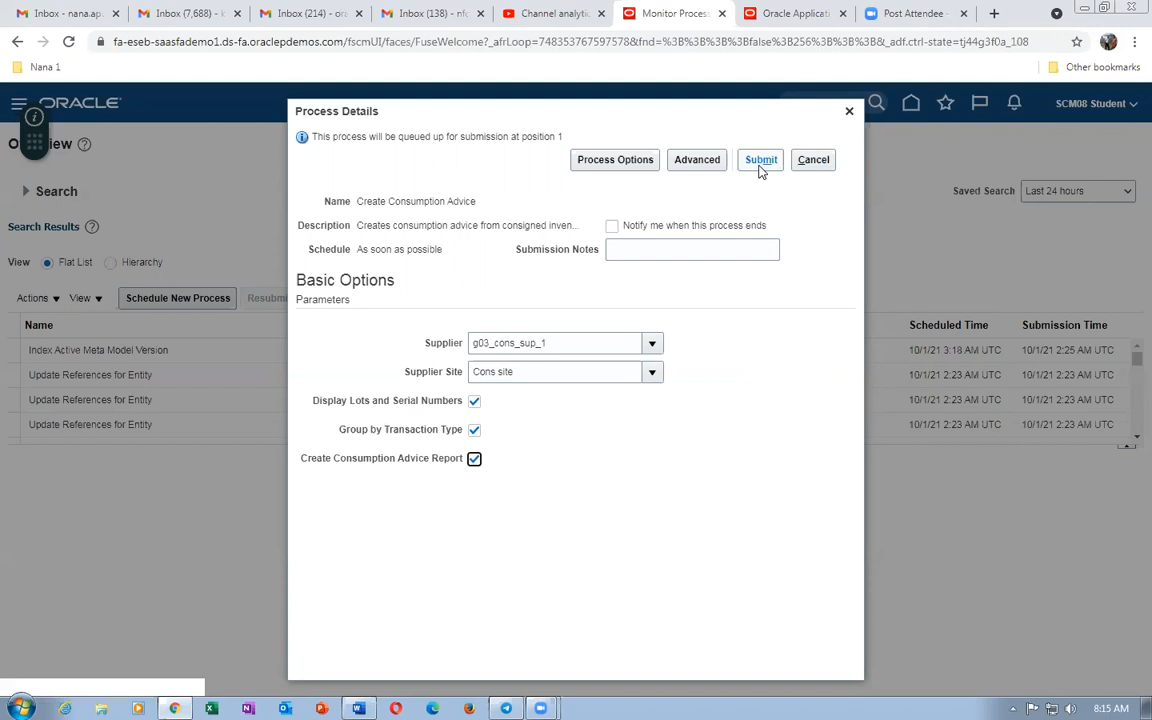 Inbox - nana.ap
Inbox (7,688) - k
Inbox (214) - or
Inbox (138) - nfc
Channel analytic
Monitor Process
Oracle Applicati
Post Attendee -
fa-eseb-saasfademo1.ds-fa.oraclepdemos.com/fscmUI/faces/FuseWelcome?_afrLoop=748353767597578&fnd=%3B%3B%3B%3Bfalse%3B256%3B%3B%3B&_adf.ctrl-state=tj44g3f0a_108
Nana 1
Other bookmarks
ORACLE
SCM08 Student
Search
Saved Search Last 24 hours
Search Results
View Flat List Hierarchy
Actions View Schedule New Process Resubmi
Name Scheduled Time Submission Time
Index Active Meta Model Version 10/1/21 3:18 AM UTC 10/1/21 2:25 AM UTC
Update References for Entity 10/1/21 2:23 AM UTC 10/1/21 2:23 AM UTC
Update References for Entity 10/1/21 2:23 AM UTC 10/1/21 2:23 AM UTC
Update References for Entity 10/1/21 2:23 AM UTC 10/1/21 2:23 AM UTC
Process Details
This process will be queued up for submission at position 1
Process Options Advanced Submit Cancel
Name Create Consumption Advice
Description Creates consumption advice from consigned inven... Notify me when this process ends
Schedule As soon as possible Submission Notes
Basic Options
Parameters
Supplier g03_cons_sup_1
Supplier Site Cons site
Display Lots and Serial Numbers
Group by Transaction Type
Create Consumption Advice Report
8:15 AM